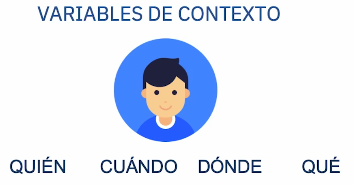 VARIABLES DE CONTEXTO
QUIÉN CUÁNDO DÓNDE QUÉ